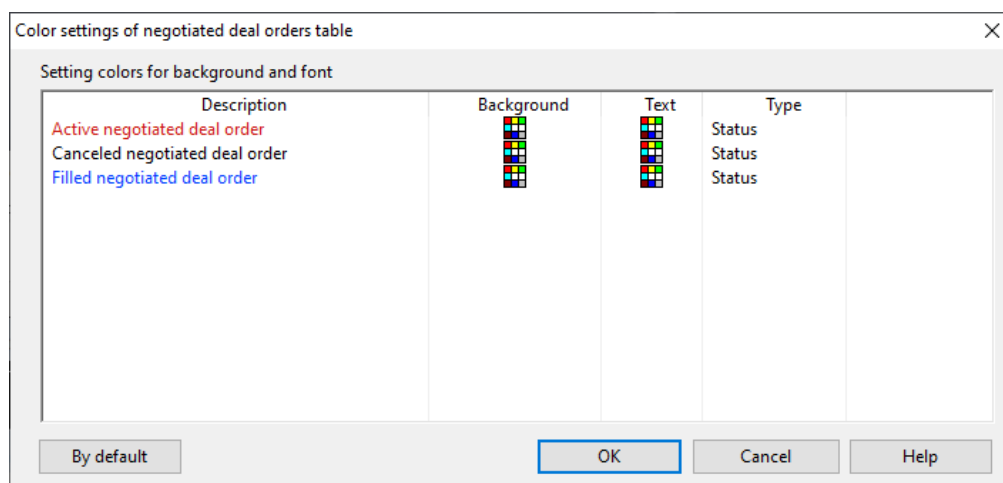 Color settings of negotiated deal orders table
Setting colors for background and font
Description Background Text Type
Active negotiated deal order Status
Canceled negotiated deal order Status
Filled negotiated deal order Status
By default OK Cancel Help